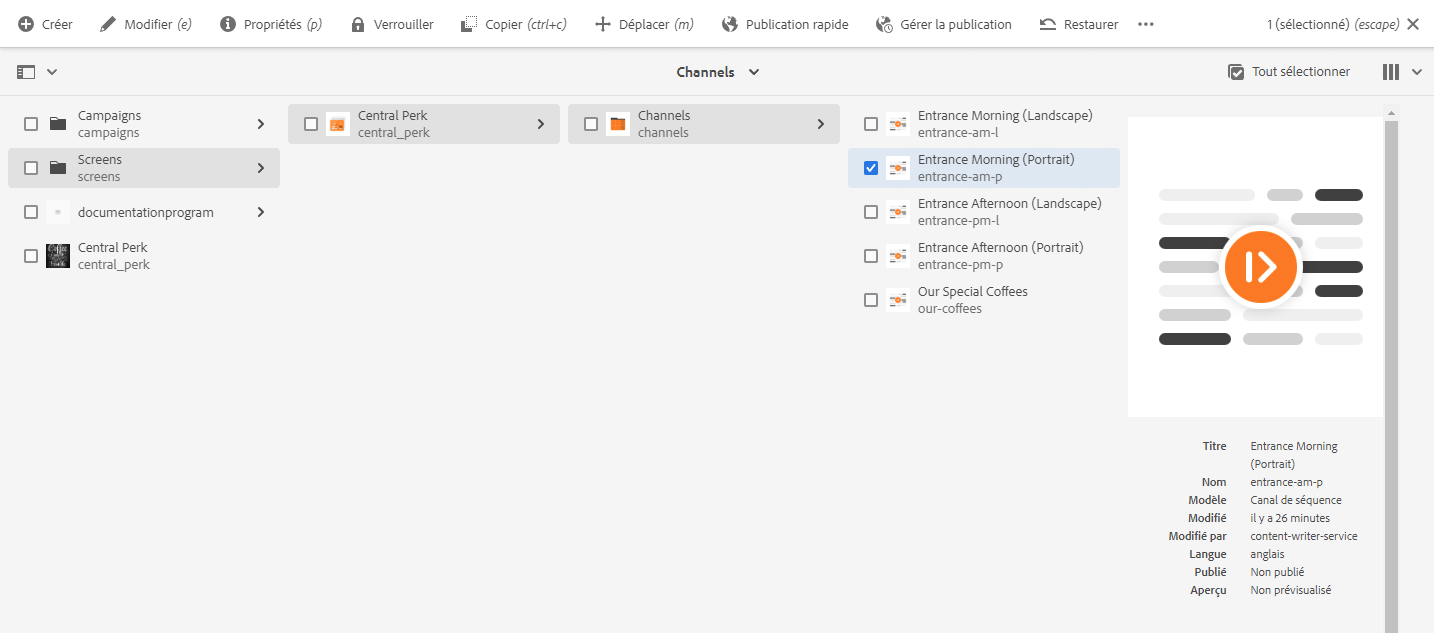 Créer Modifier (e) Propriétés (p) Verrouiller Copier (ctrl+c) Déplacer (m) Publication rapide Gérer la publication Restaurer 1 (sélectionné) (escape)
Channels Tout sélectionner
Campaigns
campaigns
Screens
screens
documentationprogram
Central Perk
central_perk
Central Perk
central_perk
Channels
channels
Entrance Morning (Landscape)
entrance-am-l
Entrance Morning (Portrait)
entrance-am-p
Entrance Afternoon (Landscape)
entrance-pm-l
Entrance Afternoon (Portrait)
entrance-pm-p
Our Special Coffees
our-coffees
Titre Entrance Morning
(Portrait)
Nom entrance-am-p
Modèle Canal de séquence
Modifié il y a 26 minutes
Modifié par content-writer-service
Langue anglais
Publié Non publié
Aperçu Non prévisualisé